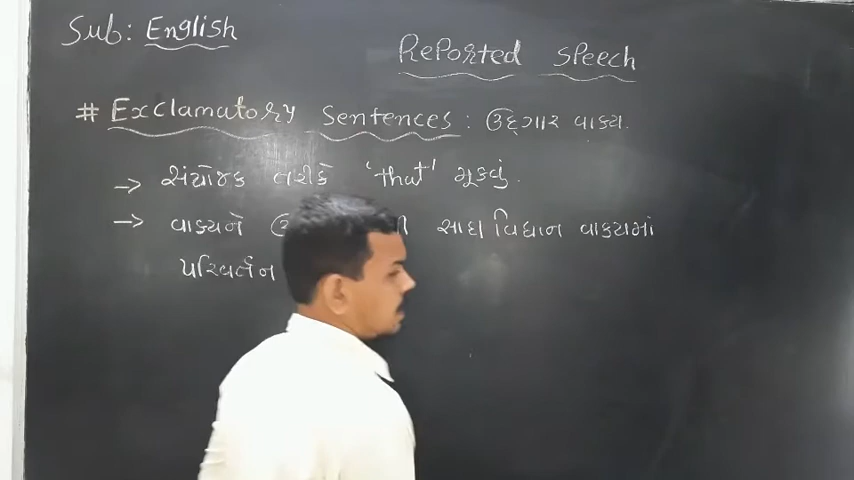 Sub: English
Reported Speech
# Exclamatory Sentences : ઉદ્ગાર વાક્ય.
→ સંયોજક તરીકે 'that' મૂકવું.
→ વાક્યને સાદા વિધાન વાક્યમાં
પરિવર્તન